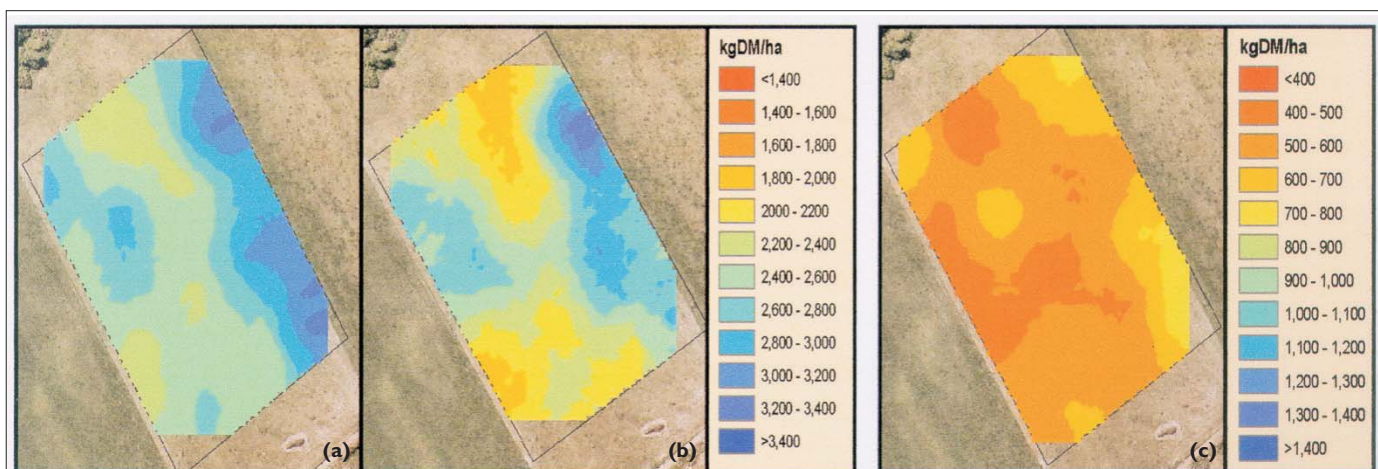 (a)
(b)
kgDM/ha
<1,400
1,400 - 1,600
1,600 - 1,800
1,800 - 2,000
2000 - 2200
2,200 - 2,400
2,400 - 2,600
2,600 - 2,800
2,800 - 3,000
3,000 - 3,200
3,200 - 3,400
>3,400
(c)
kgDM/ha
<400
400 - 500
500 - 600
600 - 700
700 - 800
800 - 900
900 - 1,000
1,000 - 1,100
1,100 - 1,200
1,200 - 1,300
1,300 - 1,400
>1,400